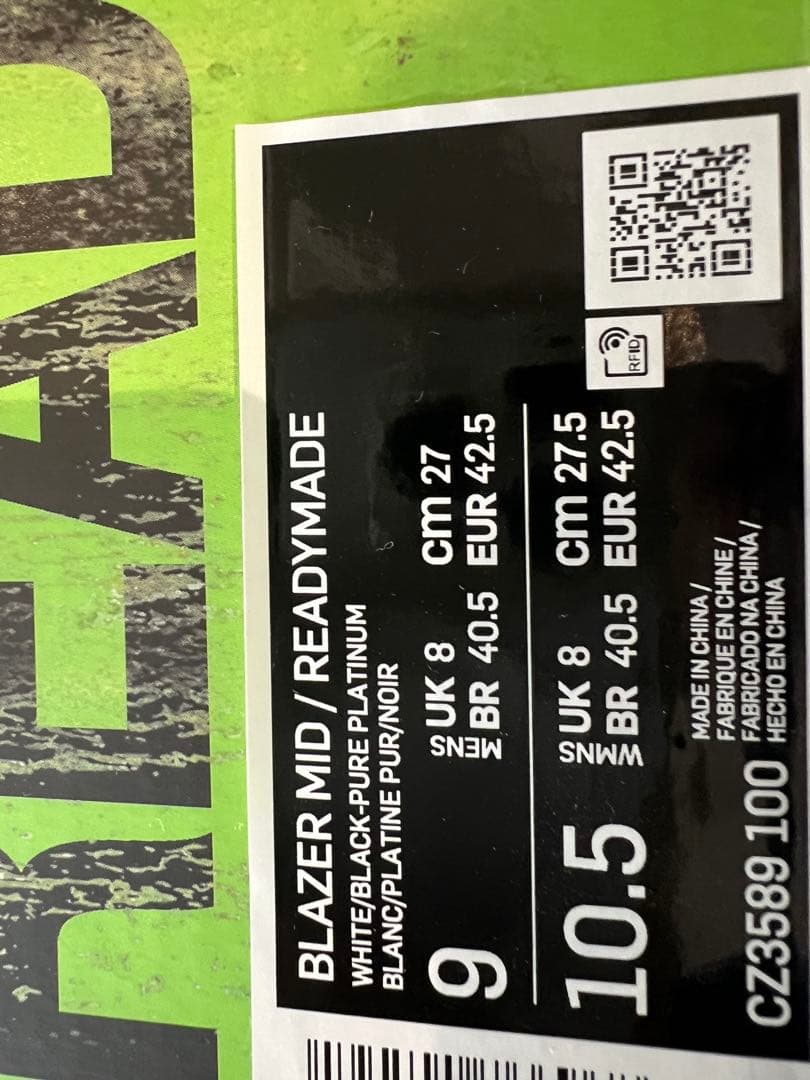 READ
BLAZER MID / READYMADE
WHITE/BLACK-PURE PLATINUM
BLANC/PLATINE PUR/NOIR
9
MENS
UK 8 cm 27
BR 40.5 EUR 42.5
10.5
WMNS
UK 8 cm 27.5
BR 40.5 EUR 42.5
RFID
MADE IN CHINA /
FABRIQUE EN CHINE /
FABRICADO NA CHINA /
HECHO EN CHINA
CZ3589 100